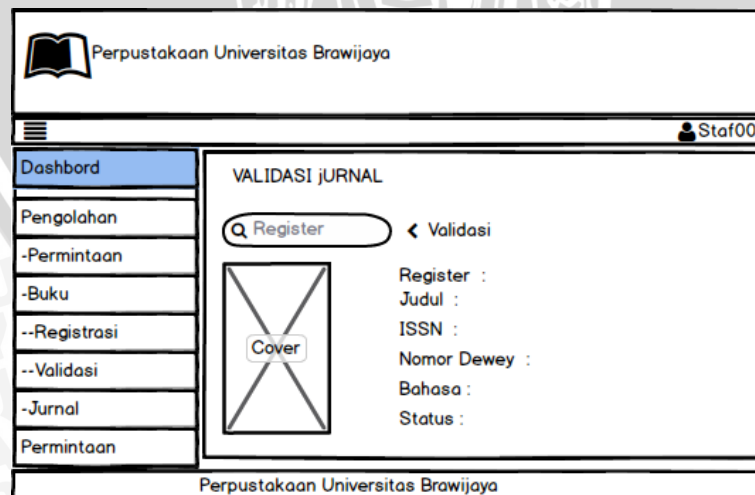 Perpustakaan Universitas Brawijaya
Staf00
Dashbord
Pengolahan
-Permintaan
-Buku
--Registrasi
--Validasi
-Jurnal
Permintaan
VALIDASI jURNAL
Register
Validasi
Cover
Register :
Judul :
ISSN :
Nomor Dewey :
Bahasa :
Status :
Perpustakaan Universitas Brawijaya